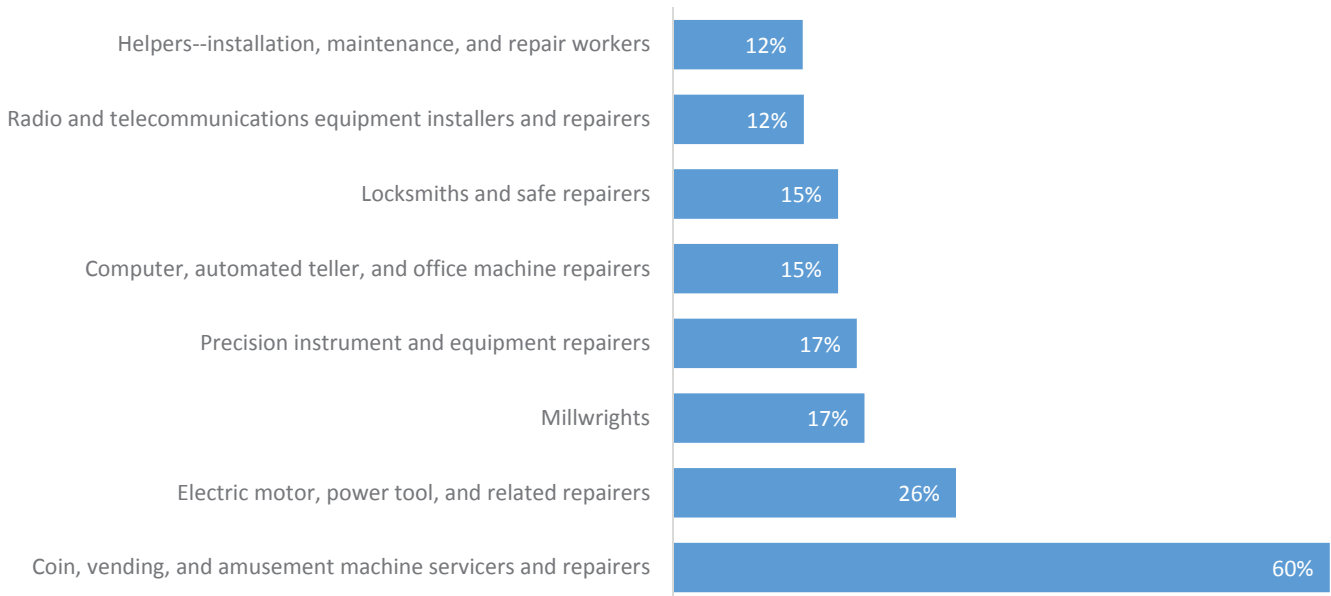 Helpers--installation, maintenance, and repair workers 12%
Radio and telecommunications equipment installers and repairers 12%
Locksmiths and safe repairers 15%
Computer, automated teller, and office machine repairers 15%
Precision instrument and equipment repairers 17%
Millwrights 17%
Electric motor, power tool, and related repairers 26%
Coin, vending, and amusement machine servicers and repairers 60%